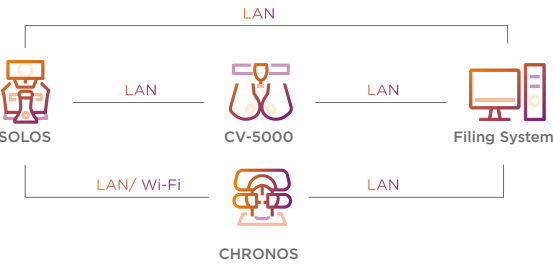 LAN
LAN
LAN
SOLOS
CV-5000
Filing System
LAN/ Wi-Fi
LAN
CHRONOS